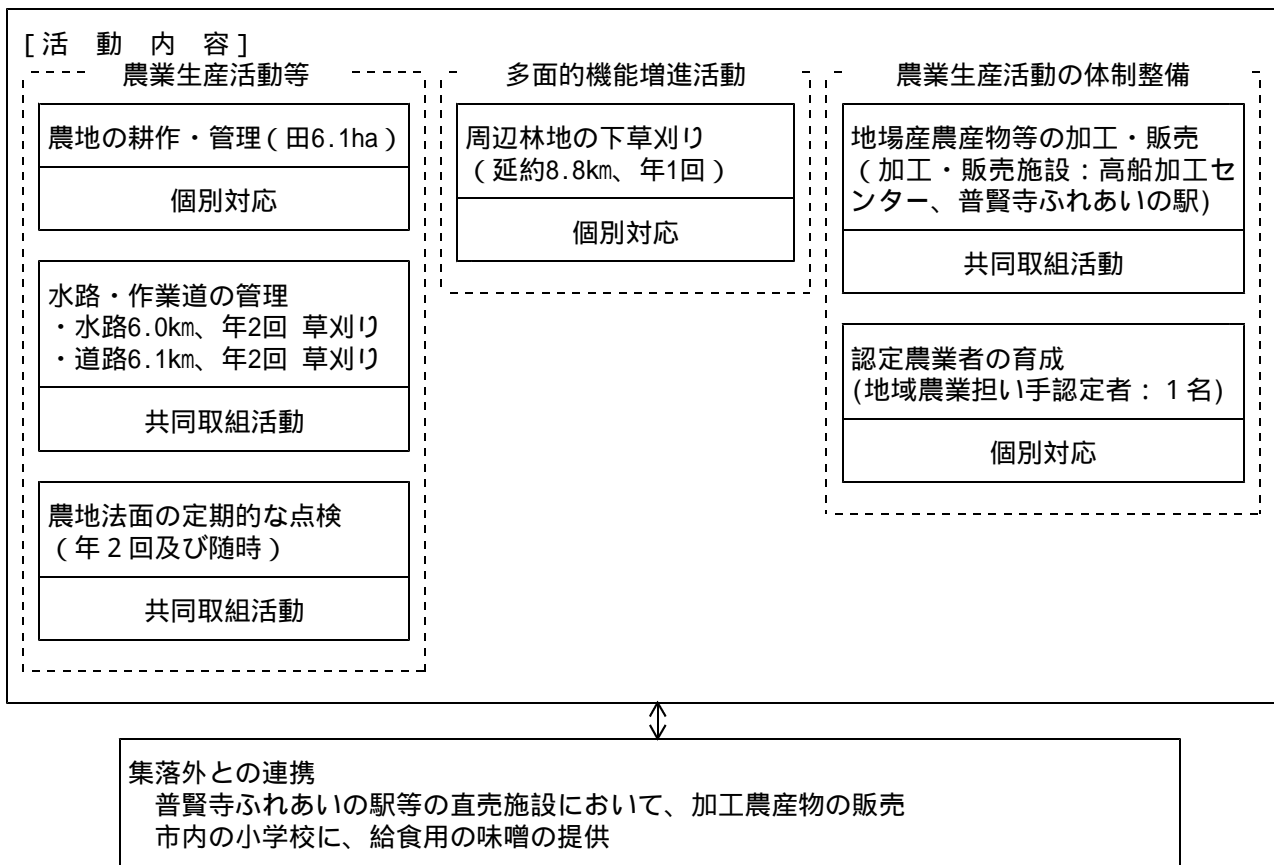 [活 動 内 容]
農業生産活動等
農地の耕作・管理（田6.1ha）
個別対応
水路・作業道の管理
・水路6.0㎞、年2回 草刈り
・道路6.1㎞、年2回 草刈り
共同取組活動
農地法面の定期的な点検
（年２回及び随時）
共同取組活動
多面的機能増進活動
周辺林地の下草刈り
（延約8.8㎞、年1回）
個別対応
農業生産活動の体制整備
地場産農産物等の加工・販売
（加工・販売施設：高船加工セ
ンター、普賢寺ふれあいの駅)
共同取組活動
認定農業者の育成
(地域農業担い手認定者：１名)
個別対応
集落外との連携
普賢寺ふれあいの駅等の直売施設において、加工農産物の販売
市内の小学校に、給食用の味噌の提供